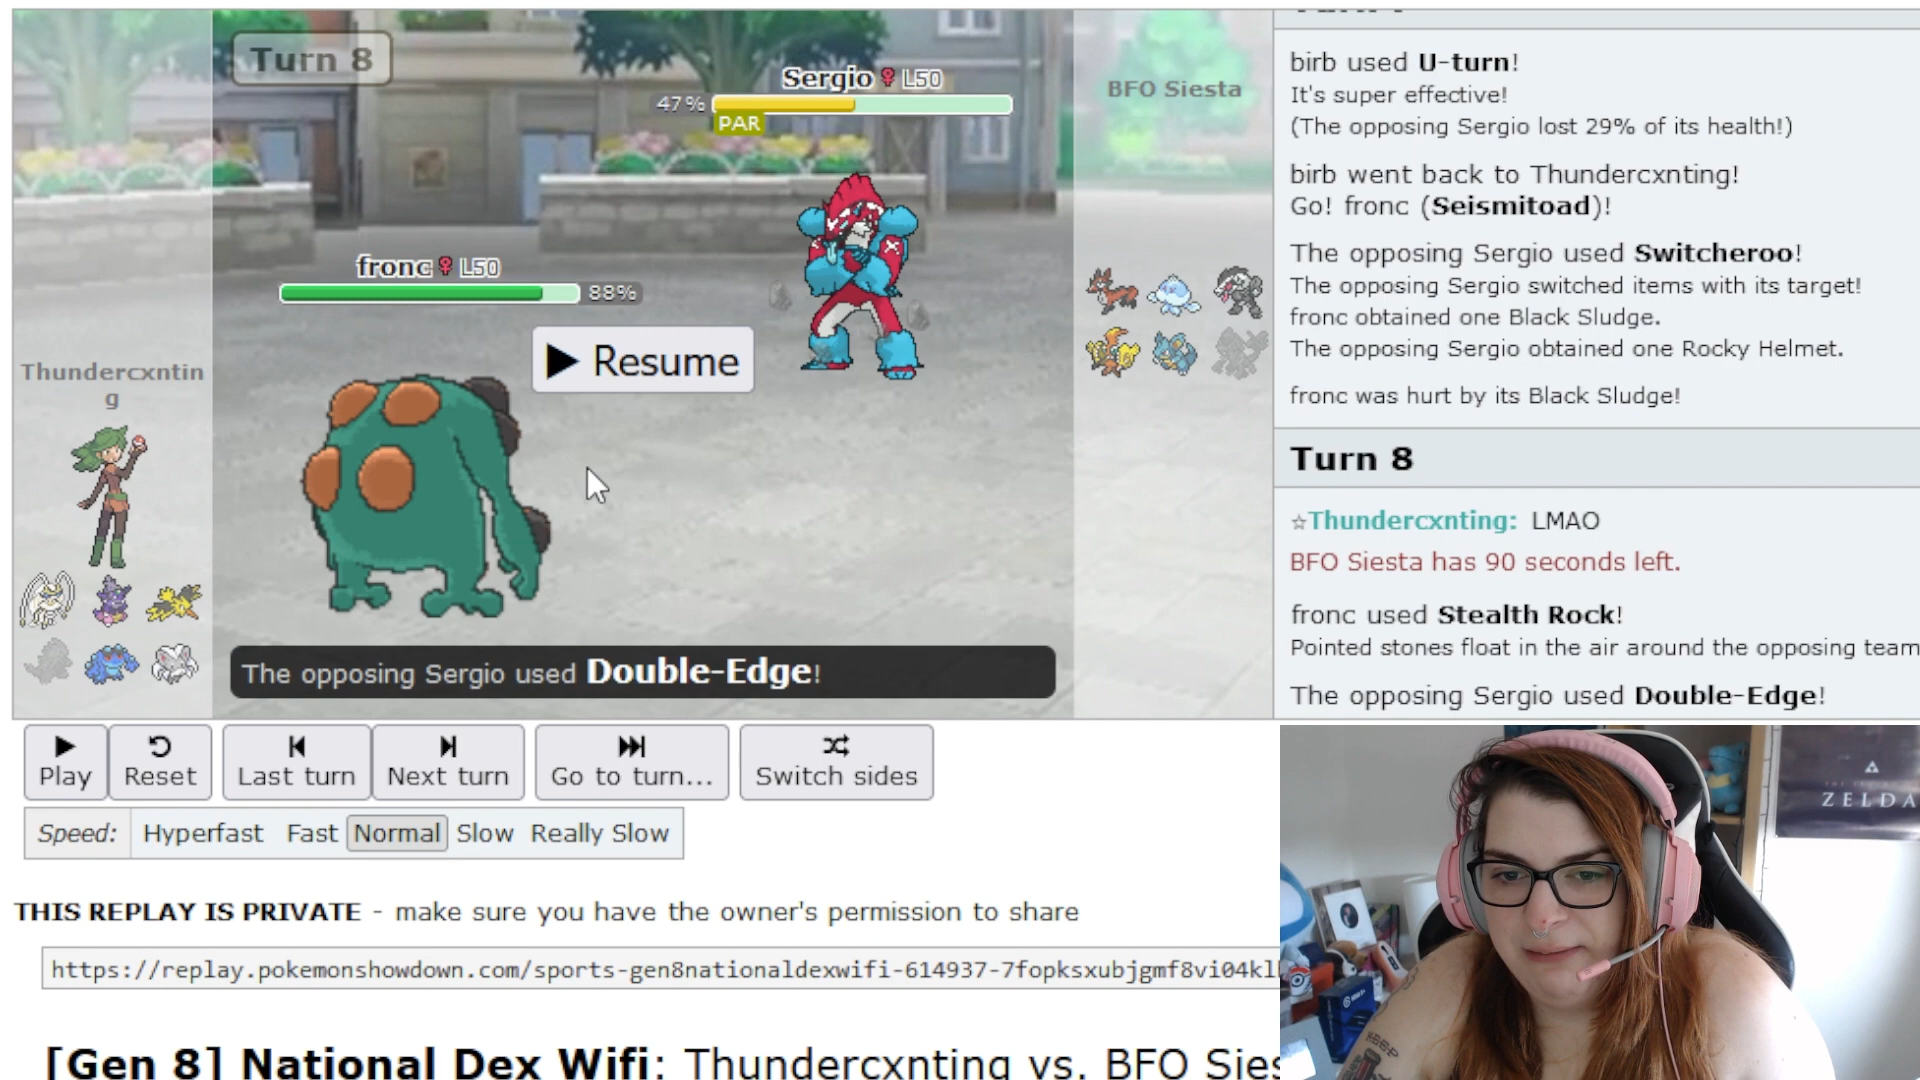 Turn 8
Sergio L50
47%
PAR
fronc L50
88%
Resume
The opposing Sergio used Double-Edge!
Thundercxntin
g
BFO Siesta
birb used U-turn!
It's super effective!
(The opposing Sergio lost 29% of its health!)
birb went back to Thundercxnting!
Go! fronc (Seismitoad)!
The opposing Sergio used Switcheroo!
The opposing Sergio switched items with its target!
fronc obtained one Black Sludge.
The opposing Sergio obtained one Rocky Helmet.
fronc was hurt by its Black Sludge!
Turn 8
☆Thundercxnting: LMAO
BFO Siesta has 90 seconds left.
fronc used Stealth Rock!
Pointed stones float in the air around the opposing team
The opposing Sergio used Double-Edge!
Play
Reset
Last turn
Next turn
Go to turn...
Switch sides
Speed: Hyperfast Fast Normal Slow Really Slow
THIS REPLAY IS PRIVATE - make sure you have the owner's permission to share
https://replay.pokemonshowdown.com/sports-gen8nationaldexwifi-614937-7fopksxubjgmf8vi04kl
[Gen 8] National Dex Wifi: Thundercxnting vs. BFO Sies
ZELDA